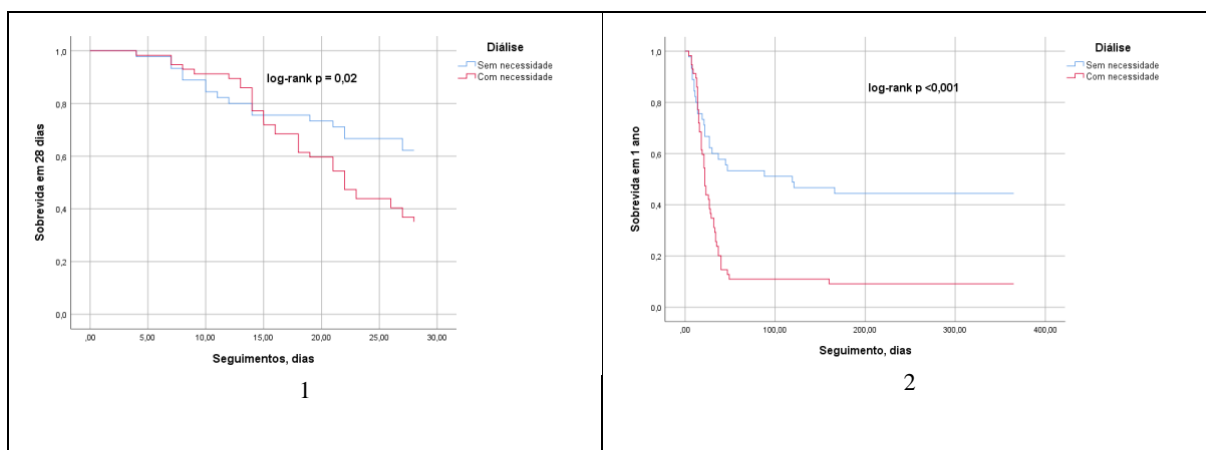 Diálise
Sem necessidade
Com necessidade
log-rank p = 0,02
Sobrevida em 28 dias
1,0
0,8
0,6
0,4
0,2
0,0
,00
5,00
10,00
15,00
20,00
25,00
30,00
Seguimentos, dias
1
Diálise
Sem necessidade
Com necessidade
log-rank p <0,001
Sobrevida em 1 ano
1,0
0,8
0,6
0,4
0,2
0,0
,00
100,00
200,00
300,00
400,00
Seguimento, dias
2